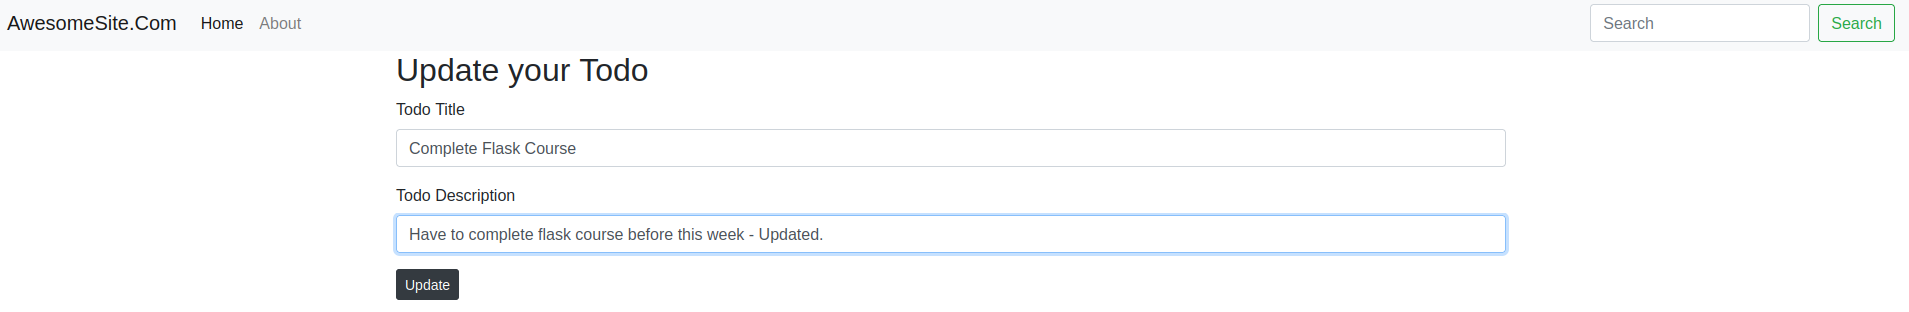 AwesomeSite.Com Home About Search Search
Update your Todo
Todo Title
Complete Flask Course
Todo Description
Have to complete flask course before this week - Updated.
Update